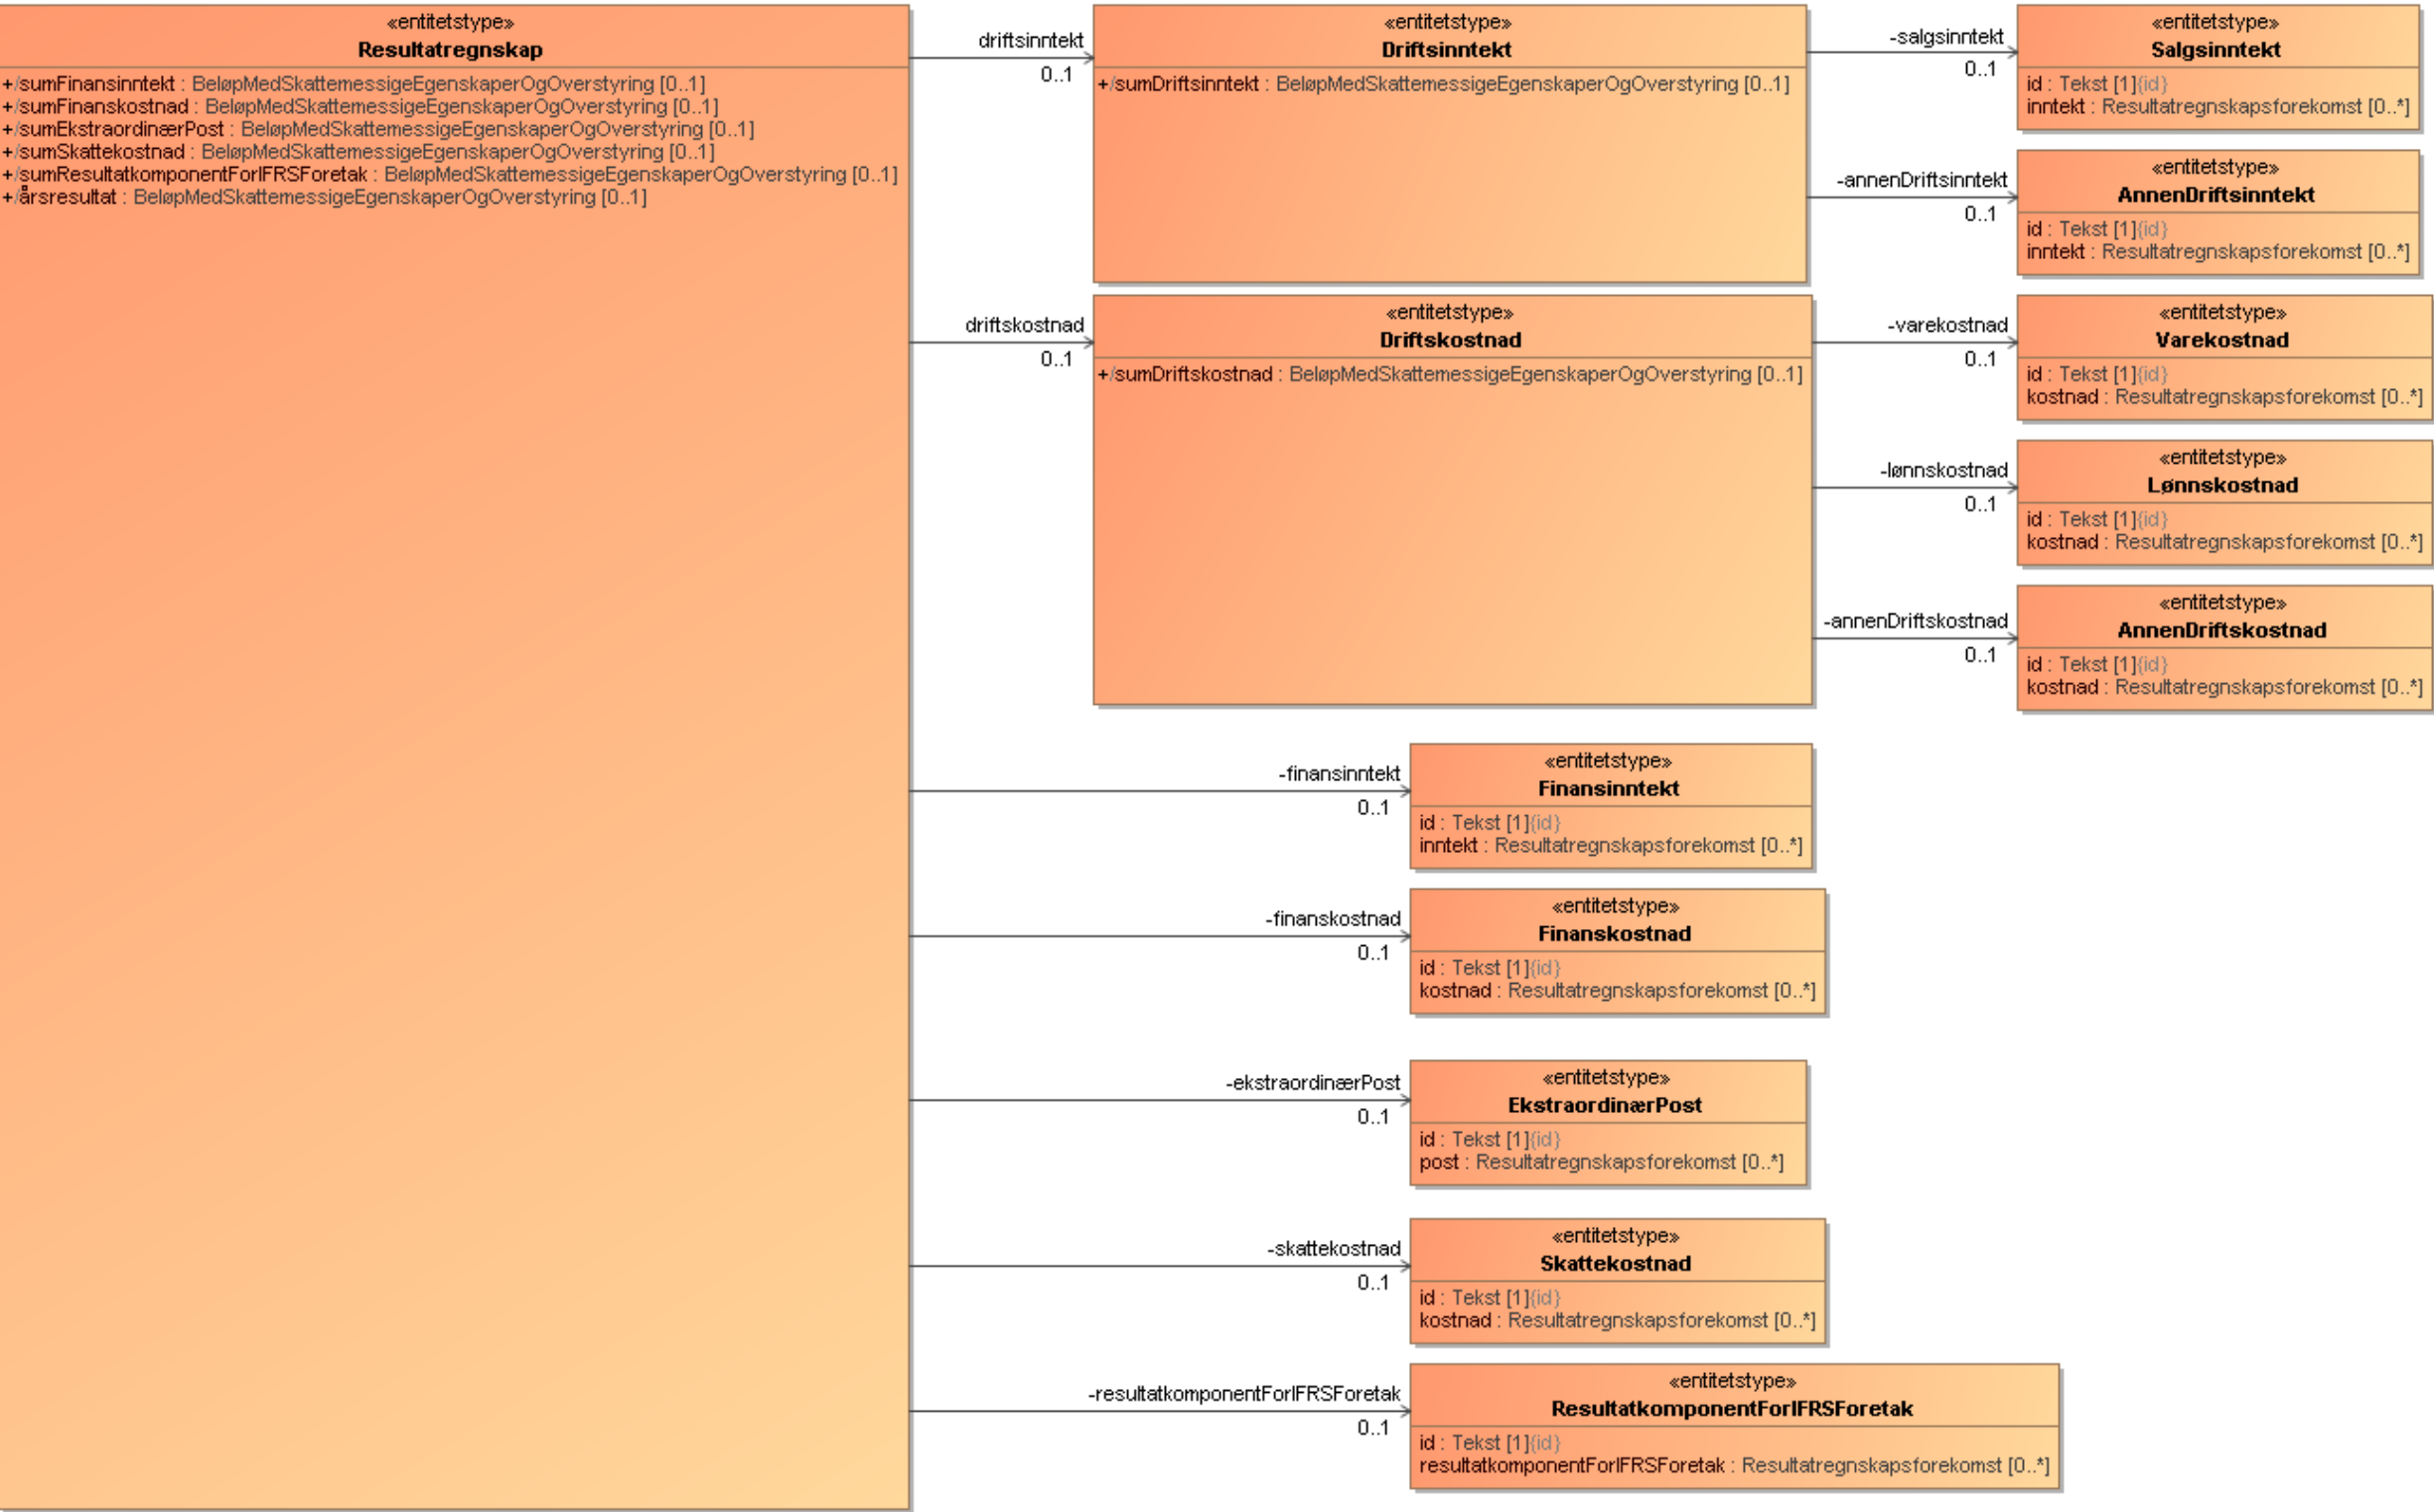 «entitetstype»
Resultatregnskap
+/sumFinansinntekt : BeløpMedSkattemessigeEgenskaperOgOverstyring [0..1]
+/sumFinanskostnad : BeløpMedSkattemessigeEgenskaperOgOverstyring [0..1]
+/sumEkstraordinærPost : BeløpMedSkattemessigeEgenskaperOgOverstyring [0..1]
+/sumSkattekostnad : BeløpMedSkattemessigeEgenskaperOgOverstyring [0..1]
+/sumResultatkomponentForIFRSForetak : BeløpMedSkattemessigeEgenskaperOgOverstyring [0..1]
+/årsresultat : BeløpMedSkattemessigeEgenskaperOgOverstyring [0..1]
driftsinntekt
0..1
«entitetstype»
Driftsinntekt
+/sumDriftsinntekt : BeløpMedSkattemessigeEgenskaperOgOverstyring [0..1]
-salgsinntekt
0..1
«entitetstype»
Salgsinntekt
id : Tekst [1]{id}
inntekt : Resultatregnskapsforekomst [0..*]
-annenDriftsinntekt
0..1
«entitetstype»
AnnenDriftsinntekt
id : Tekst [1]{id}
inntekt : Resultatregnskapsforekomst [0..*]
driftskostnad
0..1
«entitetstype»
Driftskostnad
+/sumDriftskostnad : BeløpMedSkattemessigeEgenskaperOgOverstyring [0..1]
-varekostnad
0..1
«entitetstype»
Varekostnad
id : Tekst [1]{id}
kostnad : Resultatregnskapsforekomst [0..*]
-lønnskostnad
0..1
«entitetstype»
Lønnskostnad
id : Tekst [1]{id}
kostnad : Resultatregnskapsforekomst [0..*]
-annenDriftskostnad
0..1
«entitetstype»
AnnenDriftskostnad
id : Tekst [1]{id}
kostnad : Resultatregnskapsforekomst [0..*]
-finansinntekt
0..1
«entitetstype»
Finansinntekt
id : Tekst [1]{id}
inntekt : Resultatregnskapsforekomst [0..*]
-finanskostnad
0..1
«entitetstype»
Finanskostnad
id : Tekst [1]{id}
kostnad : Resultatregnskapsforekomst [0..*]
-ekstraordinærPost
0..1
«entitetstype»
EkstraordinærPost
id : Tekst [1]{id}
post : Resultatregnskapsforekomst [0..*]
-skattekostnad
0..1
«entitetstype»
Skattekostnad
id : Tekst [1]{id}
kostnad : Resultatregnskapsforekomst [0..*]
-resultatkomponentForIFRSForetak
0..1
«entitetstype»
ResultatkomponentForIFRSForetak
id : Tekst [1]{id}
resultatkomponentForIFRSForetak : Resultatregnskapsforekomst [0..*]